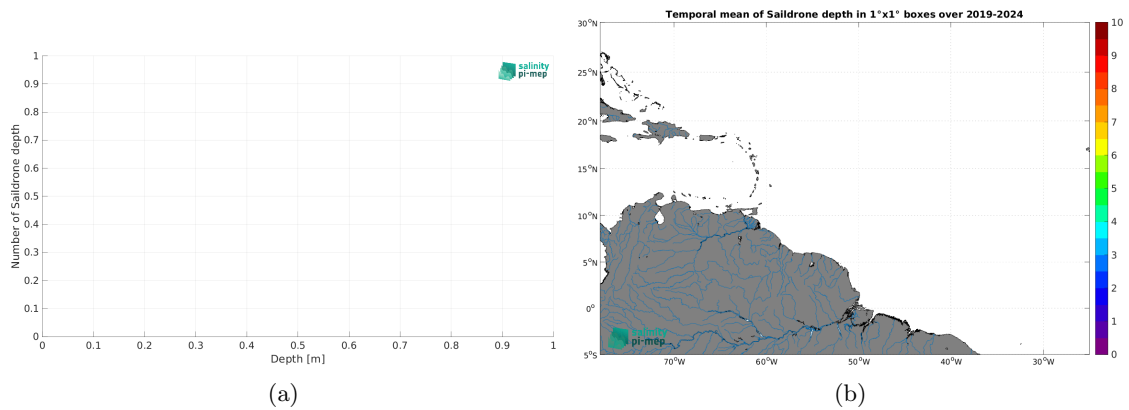 Temporal mean of Saildrone depth in 1°x1° boxes over 2019-2024
salinity
pi-mep
Number of Saildrone depth
1
0.9
0.8
0.7
0.6
0.5
0.4
0.3
0.2
0.1
0
0 0.1 0.2 0.3 0.4 0.5 0.6 0.7 0.8 0.9 1
Depth [m]
(a)
30°N
25°N
20°N
15°N
10°N
5°N
0°
5°S
70°W 60°W 50°W 40°W 30°W
salinity
pi-mep
10
9
8
7
6
5
4
3
2
1
0
(b)